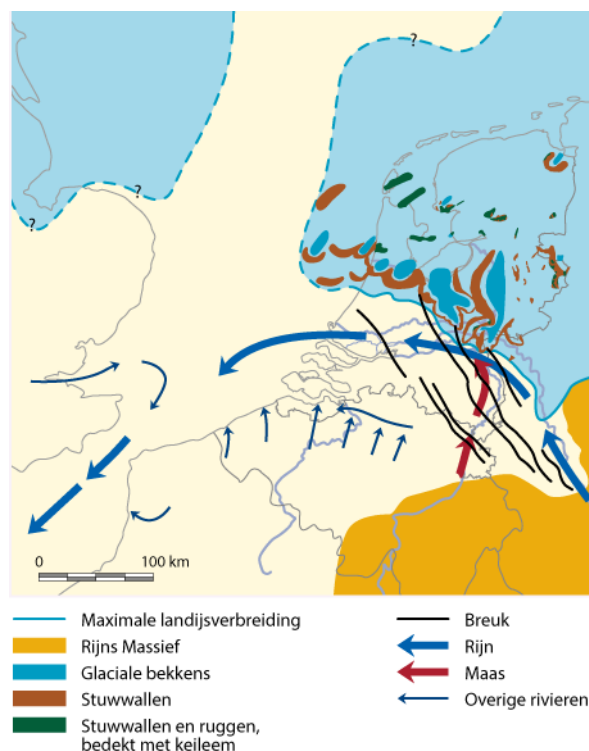 ?
?
?
0 100 km
Maximale landijsverbreiding
Rijns Massief
Glaciale bekkens
Stuwwallen
Stuwwallen en ruggen,
bedekt met keileem
Breuk
Rijn
Maas
Overige rivieren